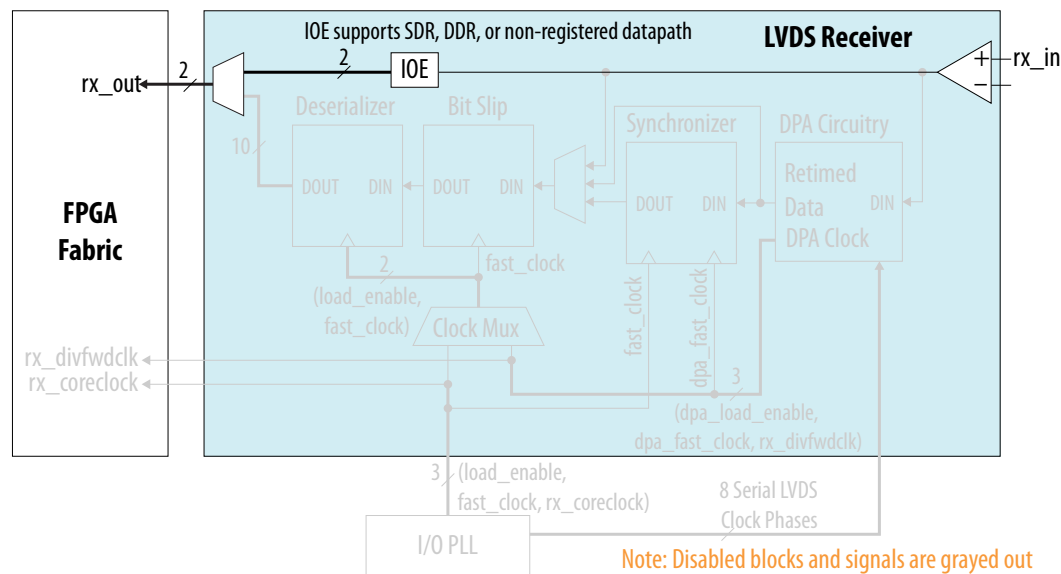 IOE supports SDR, DDR, or non-registered datapath
LVDS Receiver
2
2
IOE
+
−
rx_in
rx_out
Deserializer
Bit Slip
Synchronizer
DPA Circuitry
10
DOUT
DIN
DOUT
DIN
DOUT
DIN
Retimed
Data
DIN
DPA Clock
FPGA
Fabric
2
fast_clock
(load_enable,
fast_clock)
Clock Mux
fast_clock
dpa_fast_clock
rx_divfwdclk
rx_coreclock
3
(dpa_load_enable,
dpa_fast_clock, rx_divfwdclk)
3
(load_enable,
fast_clock, rx_coreclock)
8 Serial LVDS
Clock Phases
I/O PLL
Note: Disabled blocks and signals are grayed out